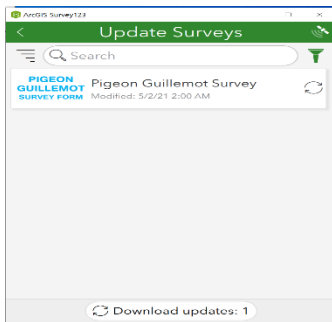 ArcGIS Survey123
Update Surveys
Search
PIGEON
GUILLEMOT
SURVEY FORM
Pigeon Guillemot Survey
Modified: 5/2/21 2:00 AM
Download updates: 1